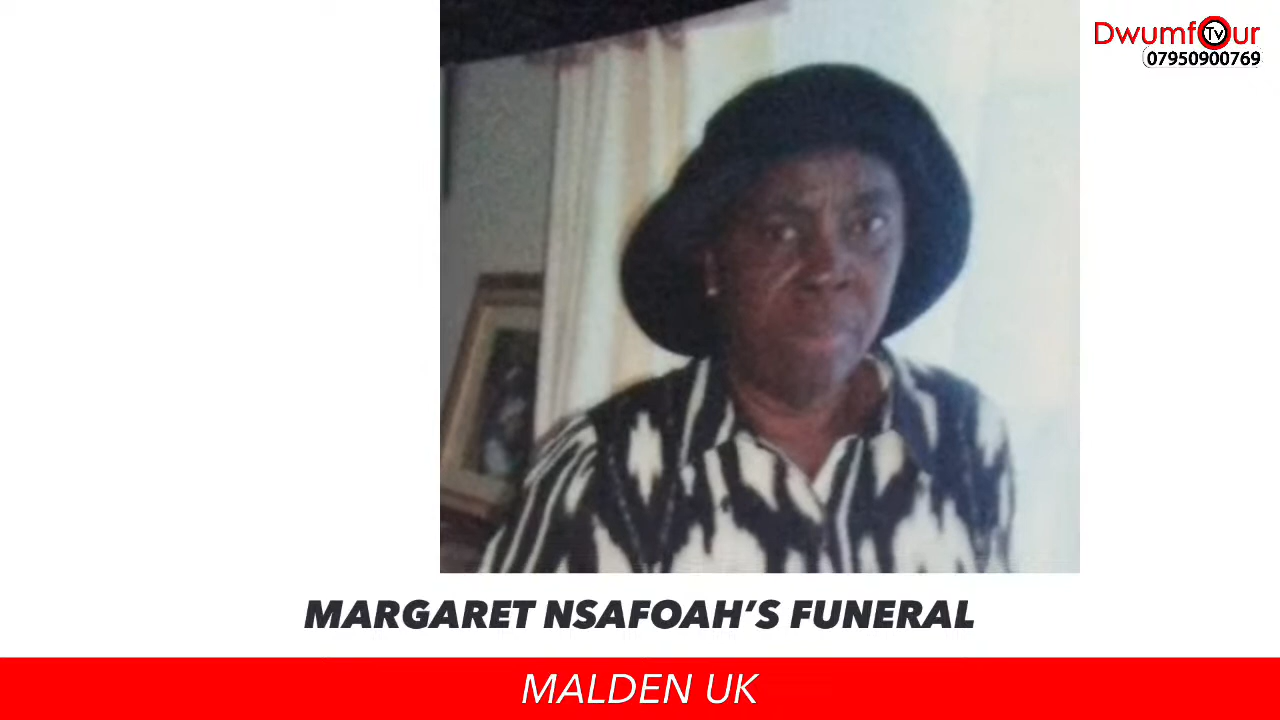 Dwumfour
Tv
07950900769
MARGARET NSAFOAH’S FUNERAL
MALDEN UK